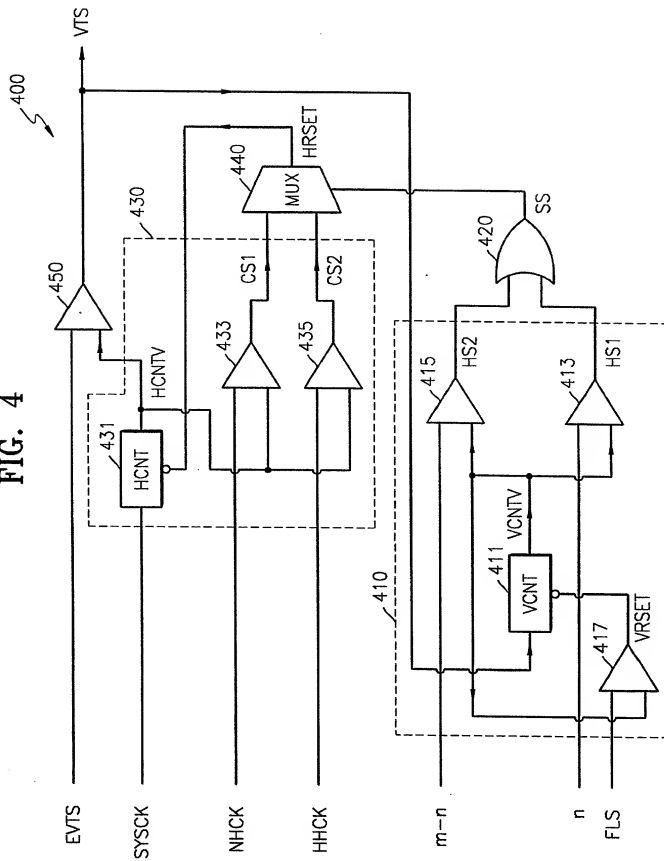 FIG. 4
400
EVTS
450
VTS
SYSCK
431
HCNT
HCNTV
430
440
NHCK
433
CS1
MUX
HRSET
HHCK
435
CS2
410
m-n
415
HS2
420
SS
411
VCNT
VCNTV
413
HS1
n
FLS
417
VRSET